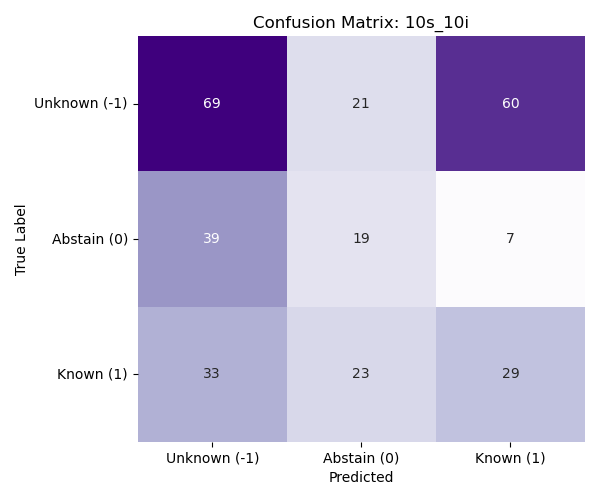 Confusion Matrix: 10s_10i
Unknown (-1) 69 21 60
Abstain (0) 39 19 7
Known (1) 33 23 29
Unknown (-1) Abstain (0) Known (1)
Predicted
True Label